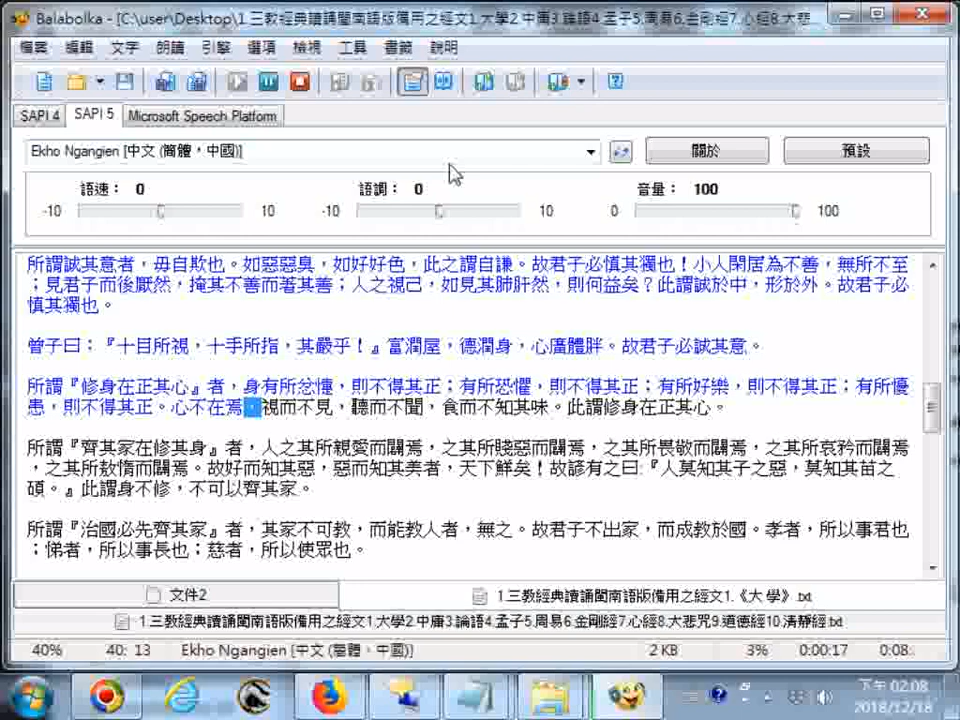 Balabolka - [C:\user\Desktop\1.三教經典讀誦閩南語版備用之經文1.大學2.中庸3.論語4.孟子5.周易6.金剛經7.心經8.大悲咒...
檔案 編輯 文字 朗讀 引擎 選項 檢視 工具 書籤 說明
SAPI 4 SAPI 5 Microsoft Speech Platform
Ekho Ngangien [中文 (簡體，中國)] 關於 預設
語速： 0 語調： 0 音量： 100
-10 10 -10 10 0 100
所謂誠其意者，毋自欺也。如惡惡臭，如好好色，此之謂自謙。故君子必慎其獨也！小人閑居為不善，無所不至
；見君子而後厭然，掩其不善而著其善；人之視己，如見其肺肝然，則何益矣？此謂誠於中，形於外。故君子必
慎其獨也。
曾子曰：『十目所視，十手所指，其嚴乎！』富潤屋，德潤身，心廣體胖。故君子必誠其意。
所謂『修身在正其心』者，身有所忿懥，則不得其正；有所恐懼，則不得其正；有所好樂，則不得其正；有所憂
患，則不得其正。心不在焉，視而不見，聽而不聞，食而不知其味。此謂修身在正其心。
所謂『齊其家在修其身』者，人之其所親愛而闢焉，之其所賤惡而闢焉，之其所畏敬而闢焉，之其所哀矜而闢焉
，之其所敖惰而闢焉。故好而知其惡，惡而知其美者，天下鮮矣！故諺有之曰:『人莫知其子之惡，莫知其苗之
碩。』此謂身不修，不可以齊其家。
所謂『治國必先齊其家』者，其家不可教，而能教人者，無之。故君子不出家，而成教於國。孝者，所以事君也
；悌者，所以事長也；慈者，所以使眾也。
文件2 1.三教經典讀誦閩南語版備用之經文1.《大學》.txt
1.三教經典讀誦閩南語版備用之經文1.大學2.中庸3.論語4.孟子5.周易6.金剛經7.心經8.大悲咒9.道德經10.清靜經.txt
40% 40: 13 Ekho Ngangien [中文 (簡體，中國)] 2 KB 3% 0:00:17 0:08:
下午 02:08
2018/12/18